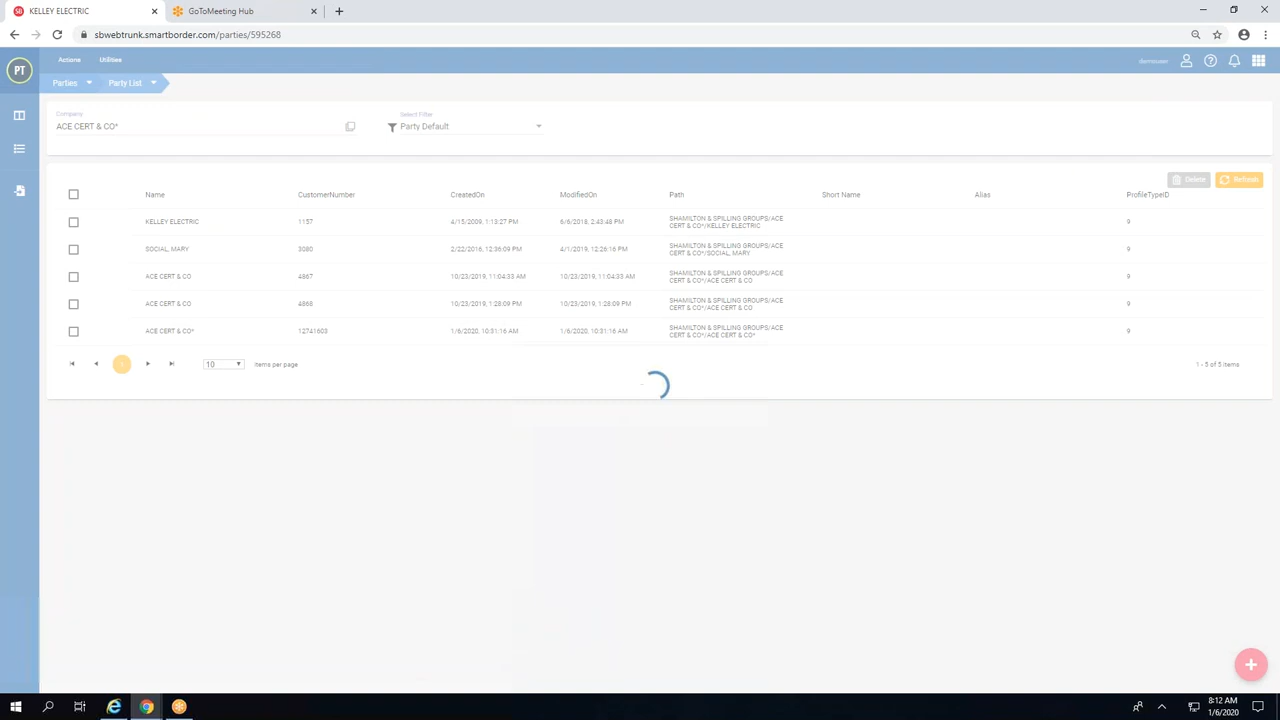 SB KELLEY ELECTRIC
GoToMeeting Hub
sbwebtrunk.smartborder.com/parties/595268
PT
Actions Utilities
demouser
Parties Party List
Company
ACE CERT & CO*
Select Filter
Party Default
Delete Refresh
Name CustomerNumber CreatedOn ModifiedOn Path Short Name Alias ProfileTypeID
KELLEY ELECTRIC 1157 4/15/2009, 1:13:27 PM 6/6/2018, 2:43:48 PM SHAMILTON & SPILLING GROUPS/ACE 9
CERT & CO*/KELLEY ELECTRIC
SOCIAL, MARY 3080 2/22/2016, 12:36:09 PM 4/1/2019, 12:26:16 PM SHAMILTON & SPILLING GROUPS/ACE 9
CERT & CO*/SOCIAL, MARY
ACE CERT & CO 4867 10/23/2019, 11:04:33 AM 10/23/2019, 11:04:33 AM SHAMILTON & SPILLING GROUPS/ACE 9
CERT & CO*/ACE CERT & CO
ACE CERT & CO 4868 10/23/2019, 1:28:09 PM 10/23/2019, 1:28:09 PM SHAMILTON & SPILLING GROUPS/ACE 9
CERT & CO*/ACE CERT & CO
ACE CERT & CO* 12741603 1/6/2020, 10:31:16 AM 1/6/2020, 10:31:16 AM SHAMILTON & SPILLING GROUPS/ACE 9
CERT & CO*/ACE CERT & CO*
10 items per page
1 - 5 of 5 items
8:12 AM
1/6/2020